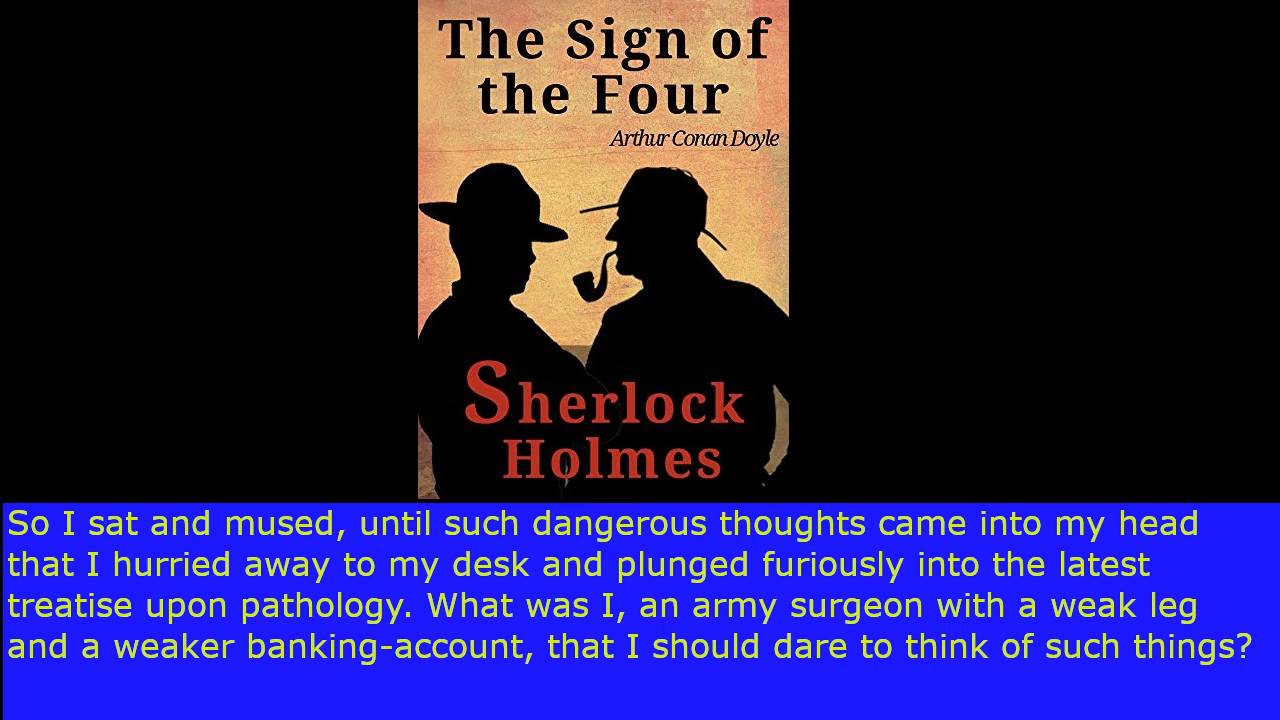 The Sign of
the Four
Arthur Conan Doyle
Sherlock
Holmes
So I sat and mused, until such dangerous thoughts came into my head
that I hurried away to my desk and plunged furiously into the latest
treatise upon pathology. What was I, an army surgeon with a weak leg
and a weaker banking-account, that I should dare to think of such things?